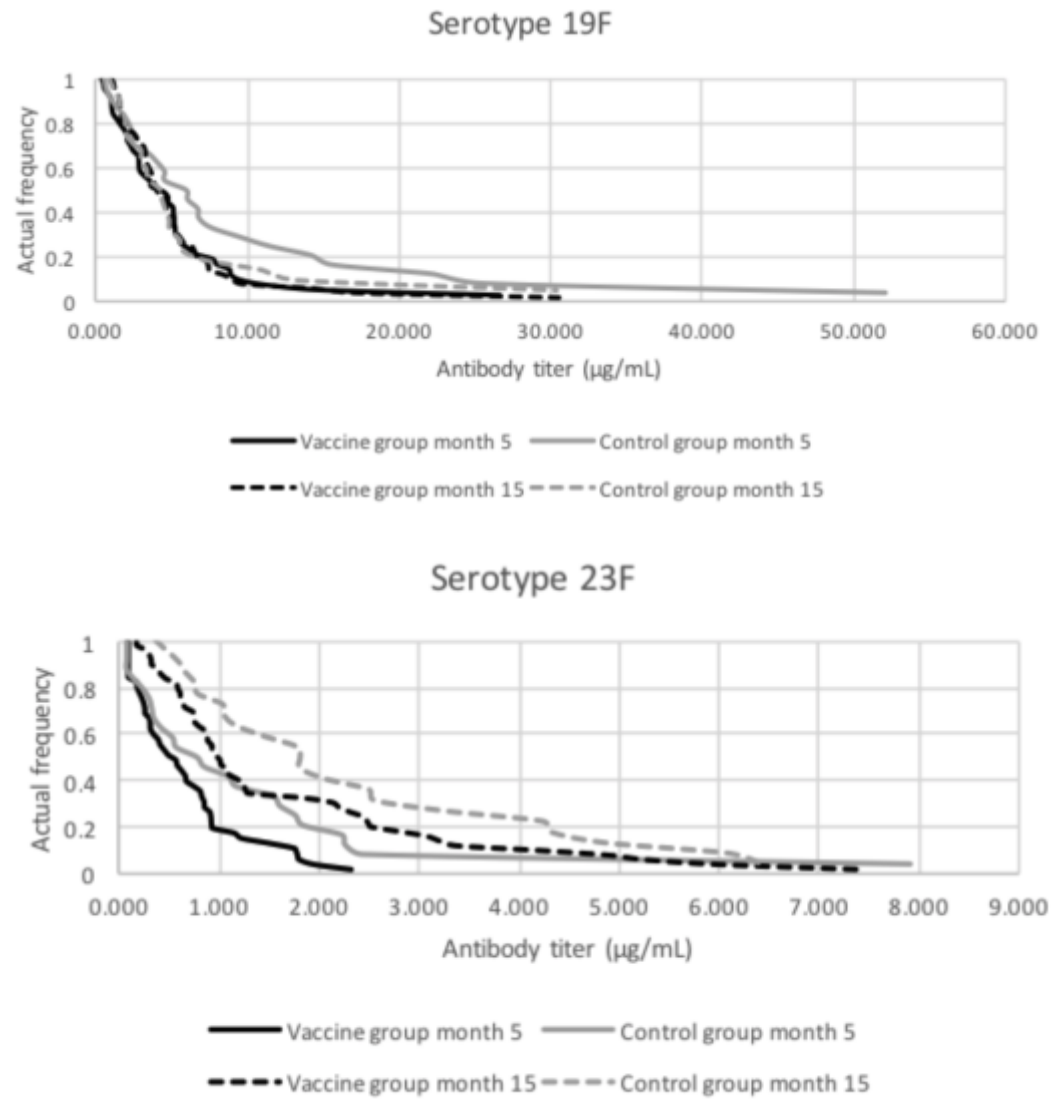 Serotype 19F
1
0.8
0.6
0.4
0.2
0
Actual frequency
0.000 10.000 20.000 30.000 40.000 50.000 60.000
Antibody titer (µg/mL)
Vaccine group month 5 Control group month 5
Vaccine group month 15 Control group month 15
Serotype 23F
1
0.8
0.6
0.4
0.2
0
Actual frequency
0.000 1.000 2.000 3.000 4.000 5.000 6.000 7.000 8.000 9.000
Antibody titer (µg/mL)
Vaccine group month 5 Control group month 5
Vaccine group month 15 Control group month 15